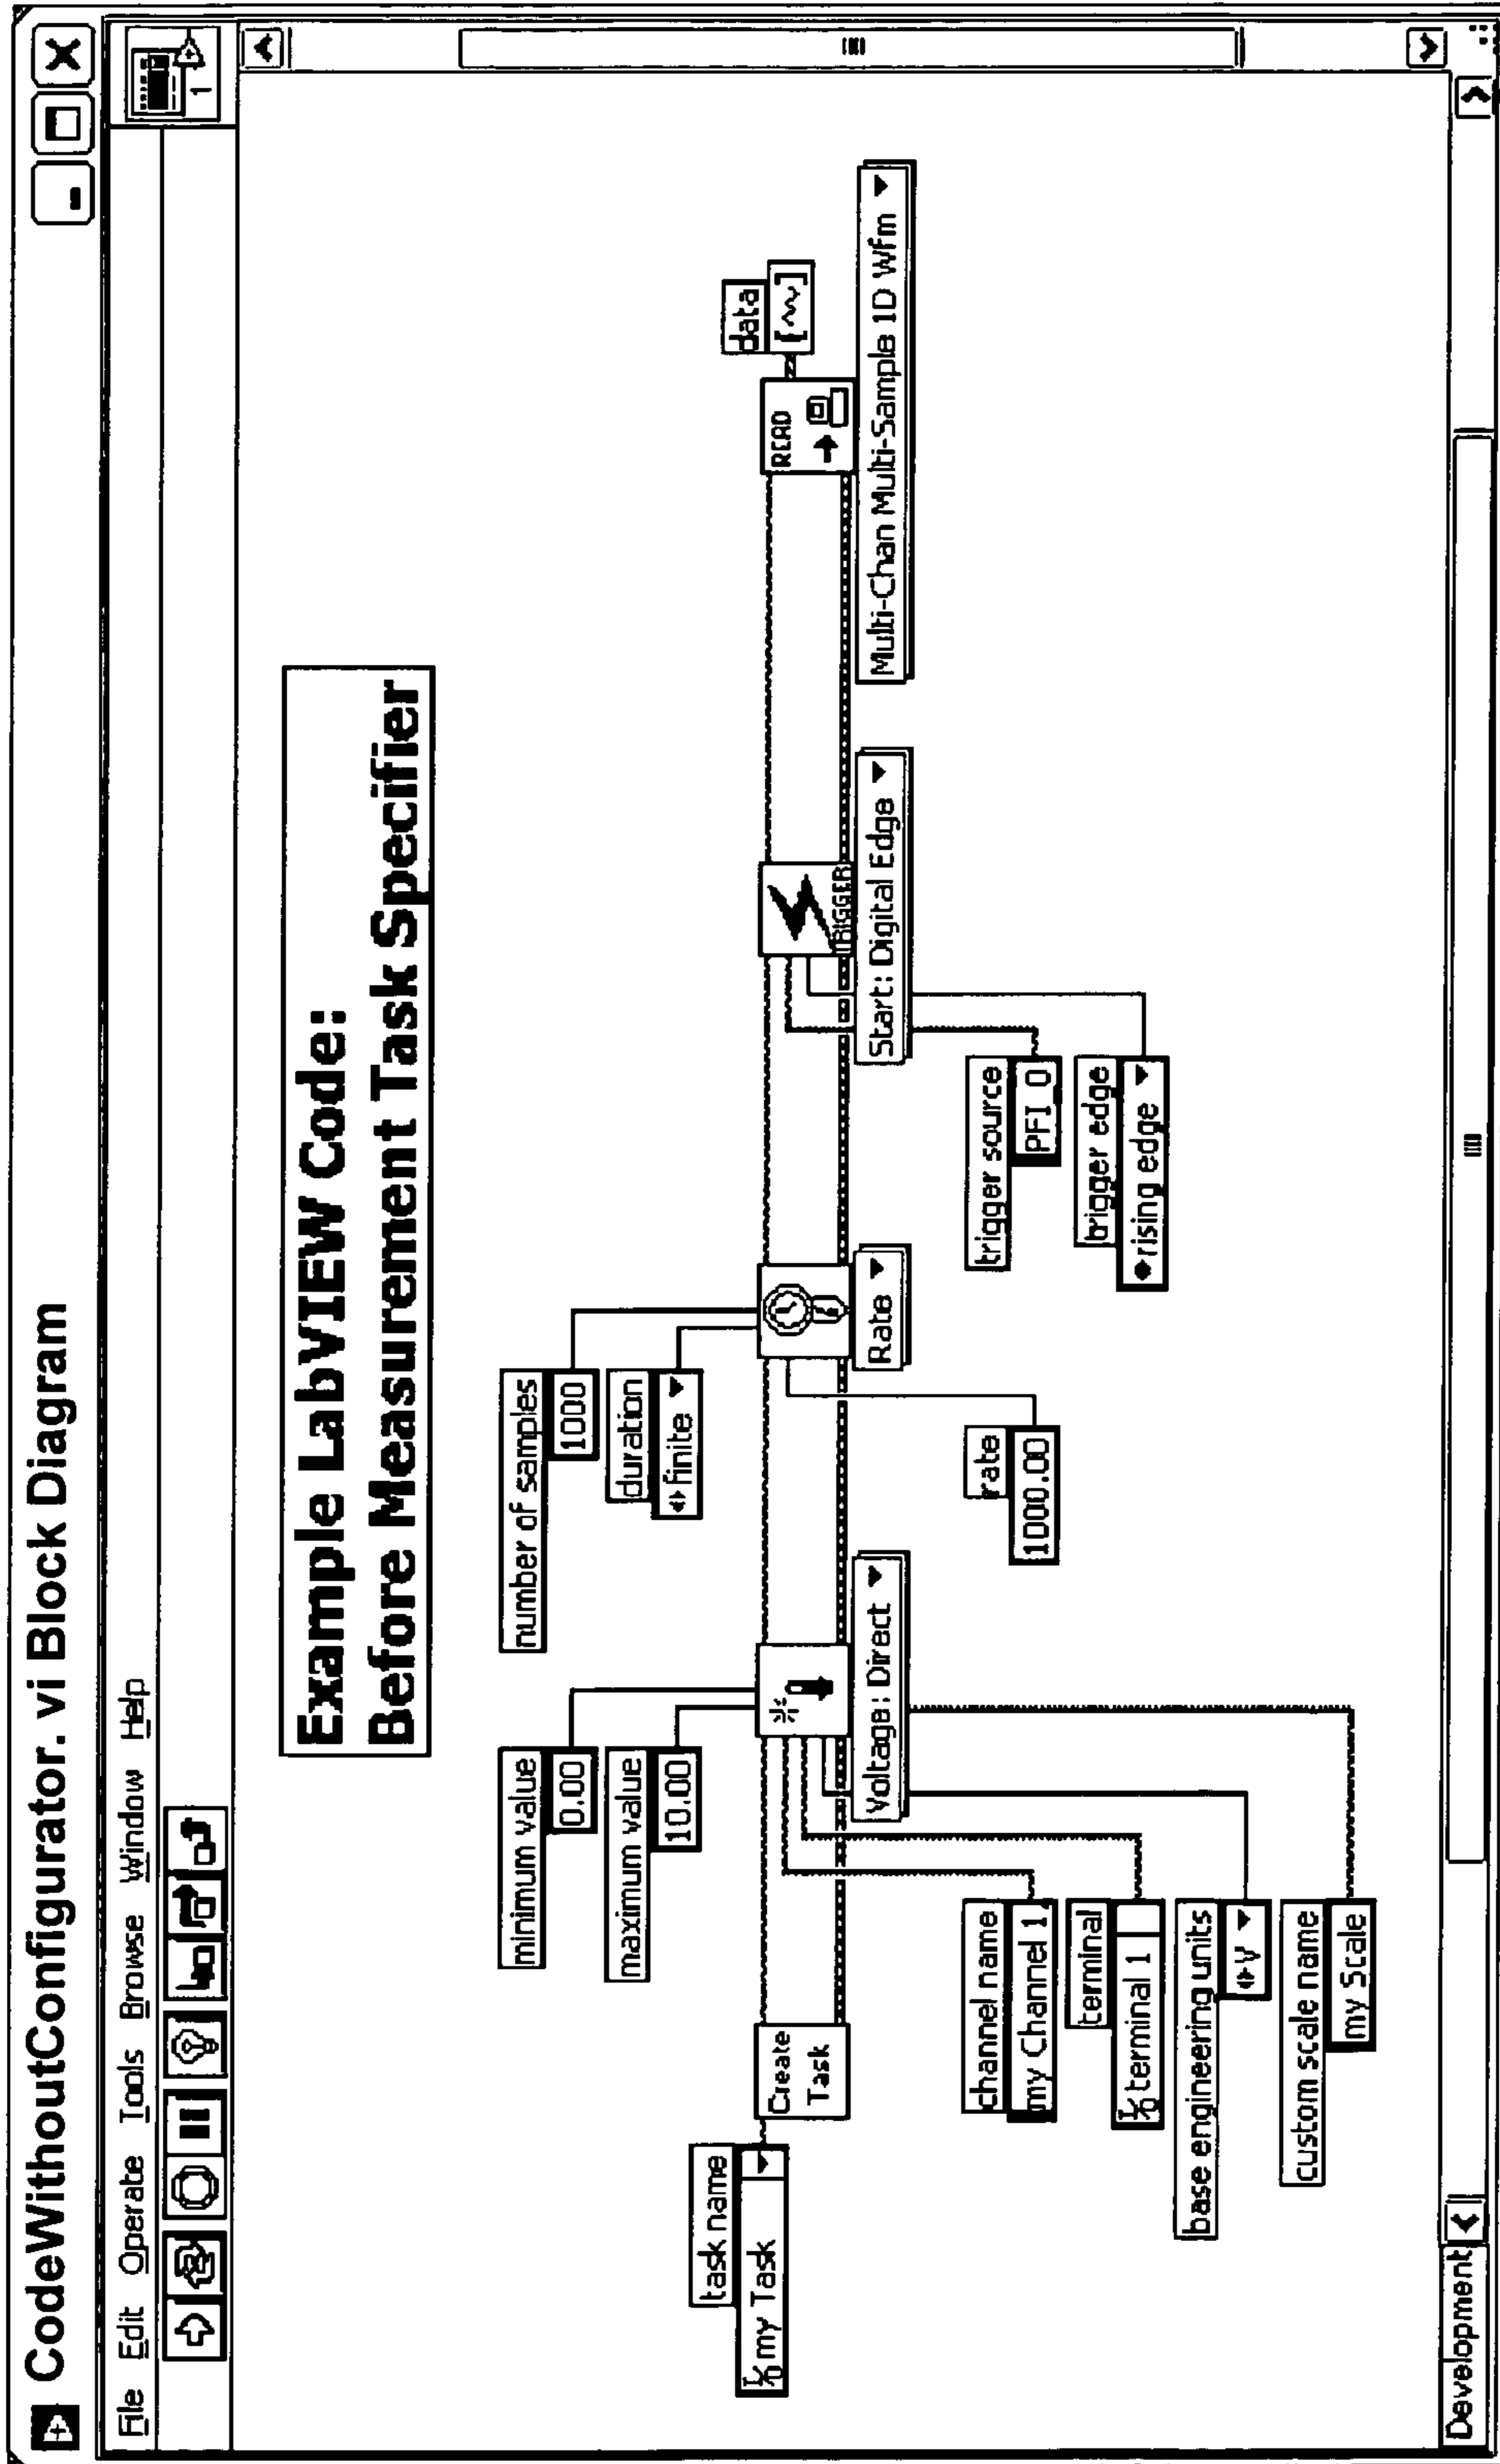 CodeWithoutConfigurator. vi Block Diagram
File Edit Operate Tools Browse Window Help
1
Example LabVIEW Code:
Before Measurement Task Specifier
minimum value
0.00
maximum value
10.00
number of samples
1000
duration
finite
task name
I/O my Task
Create
Task
Voltage: Direct
Rate
TRIGGER
Start: Digital Edge
READ
data
Multi-Chan Multi-Sample 1D Wfm
channel name
my Channel 1
terminal
I/O terminal 1
base engineering units
V
custom scale name
my Scale
rate
1000.00
trigger source
PFI_0
trigger edge
rising edge
Development